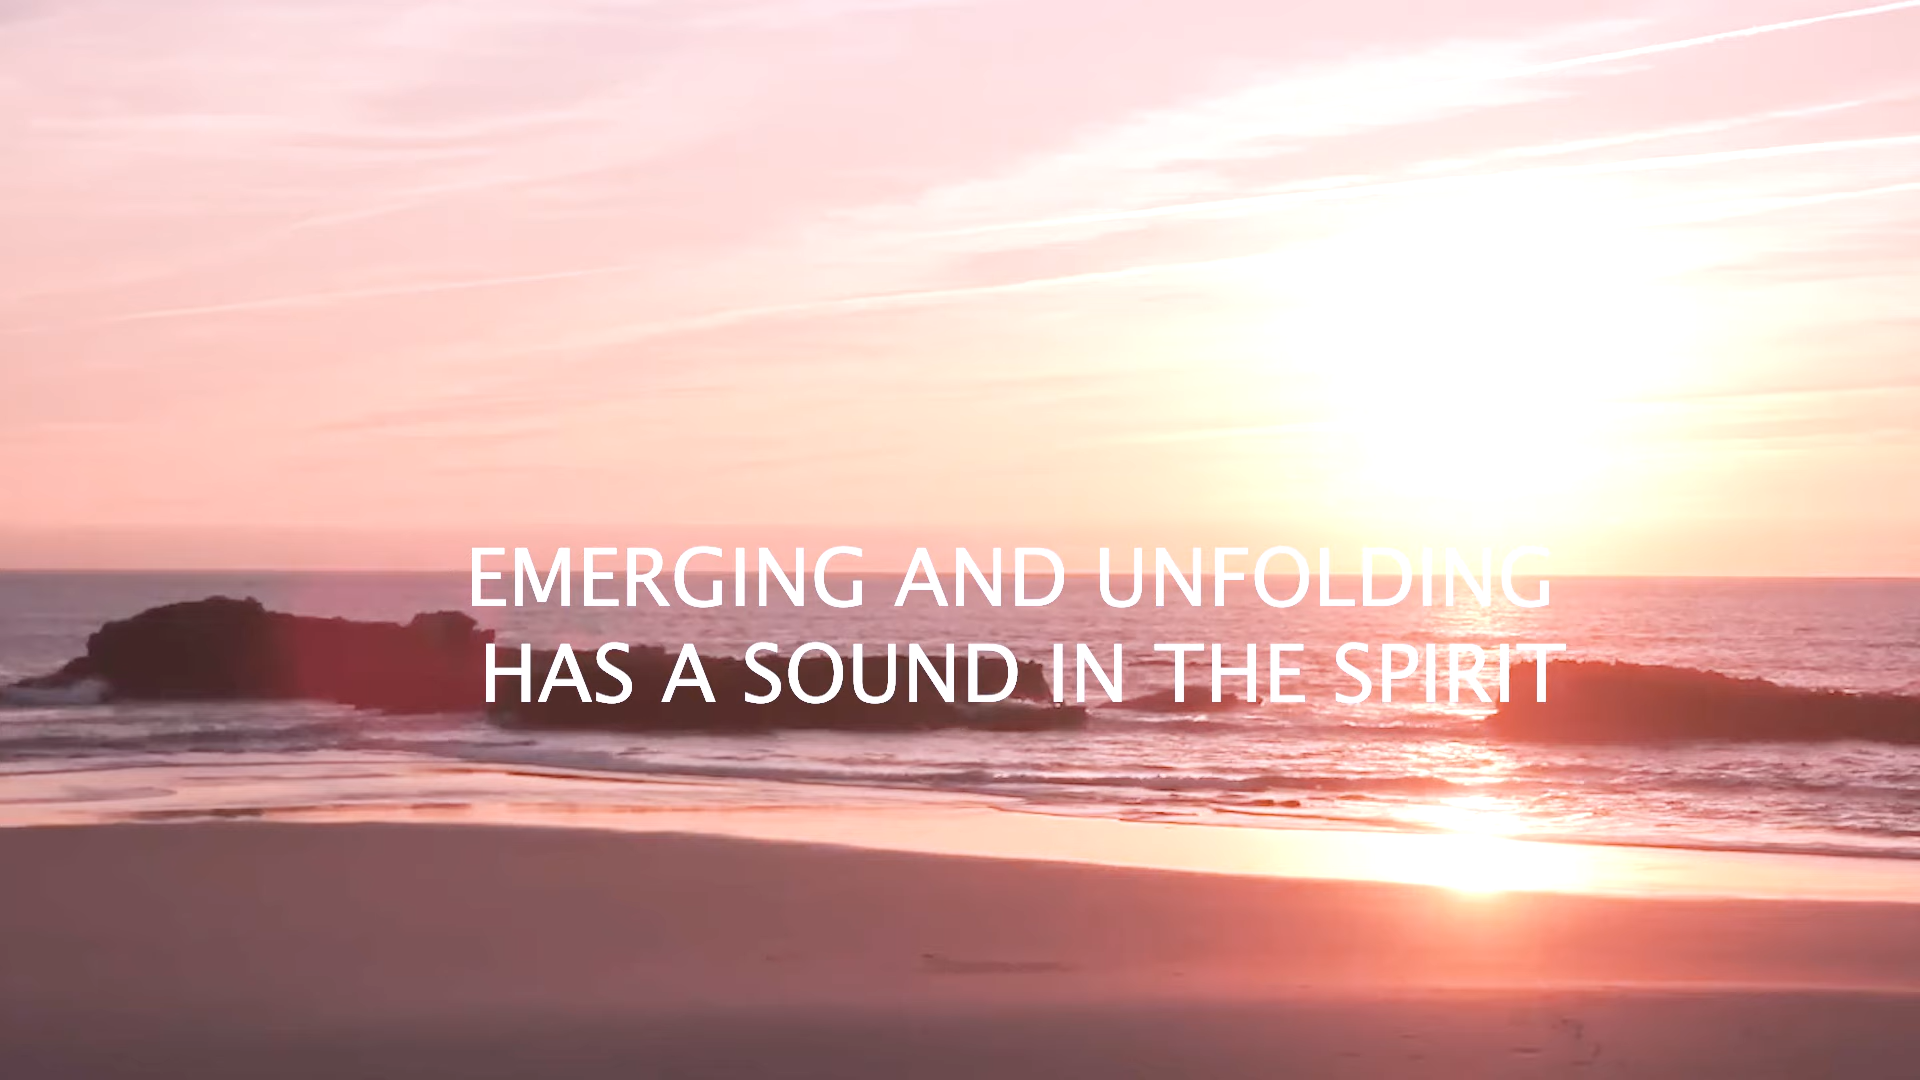 EMERGING AND UNFOLDING
HAS A SOUND IN THE SPIRIT